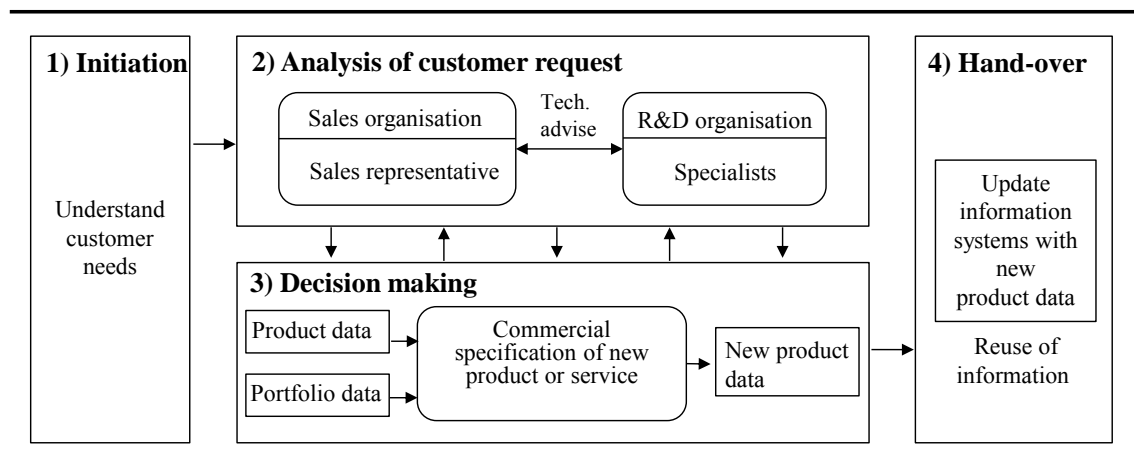 1) Initiation
Understand
customer
needs
2) Analysis of customer request
Sales organisation
Sales representative
Tech.
advise
R&D organisation
Specialists
3) Decision making
Product data
Portfolio data
Commercial
specification of new
product or service
New product
data
4) Hand-over
Update
information
systems with
new
product data
Reuse of
information